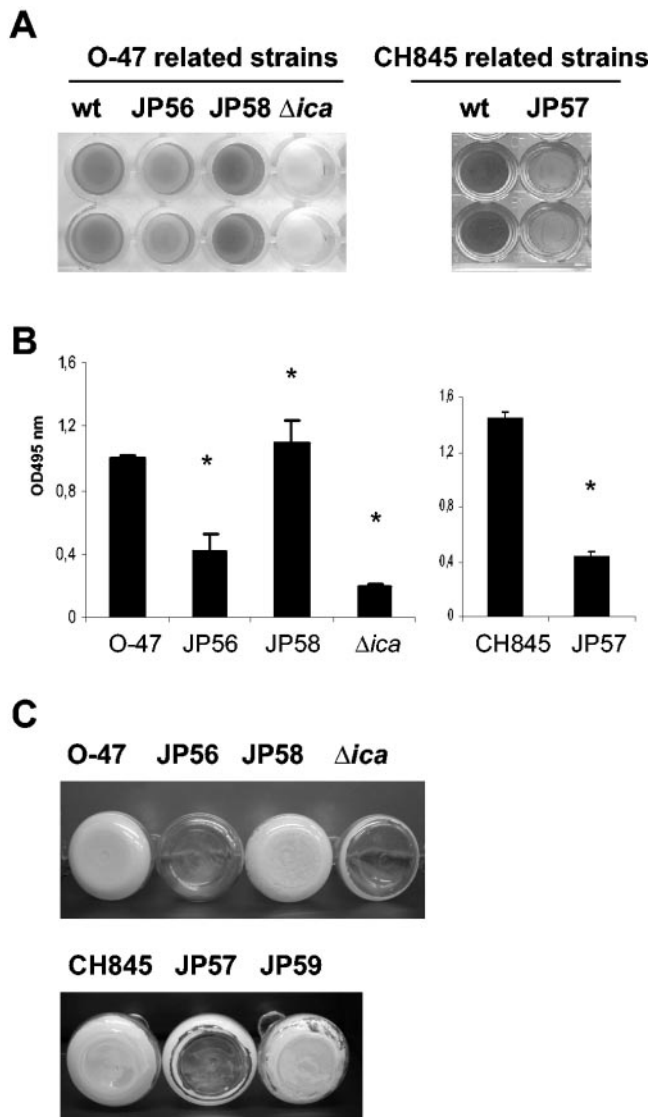 A
O-47 related strains CH845 related strains
wt JP56 JP58 Δica wt JP57
B
1,6
1,2
0,8
0,4
0
OD495 nm
*
*
*
O-47 JP56 JP58 Δica
1,6
1,2
0,8
0,4
0
*
CH845 JP57
C
O-47 JP56 JP58 Δica
CH845 JP57 JP59